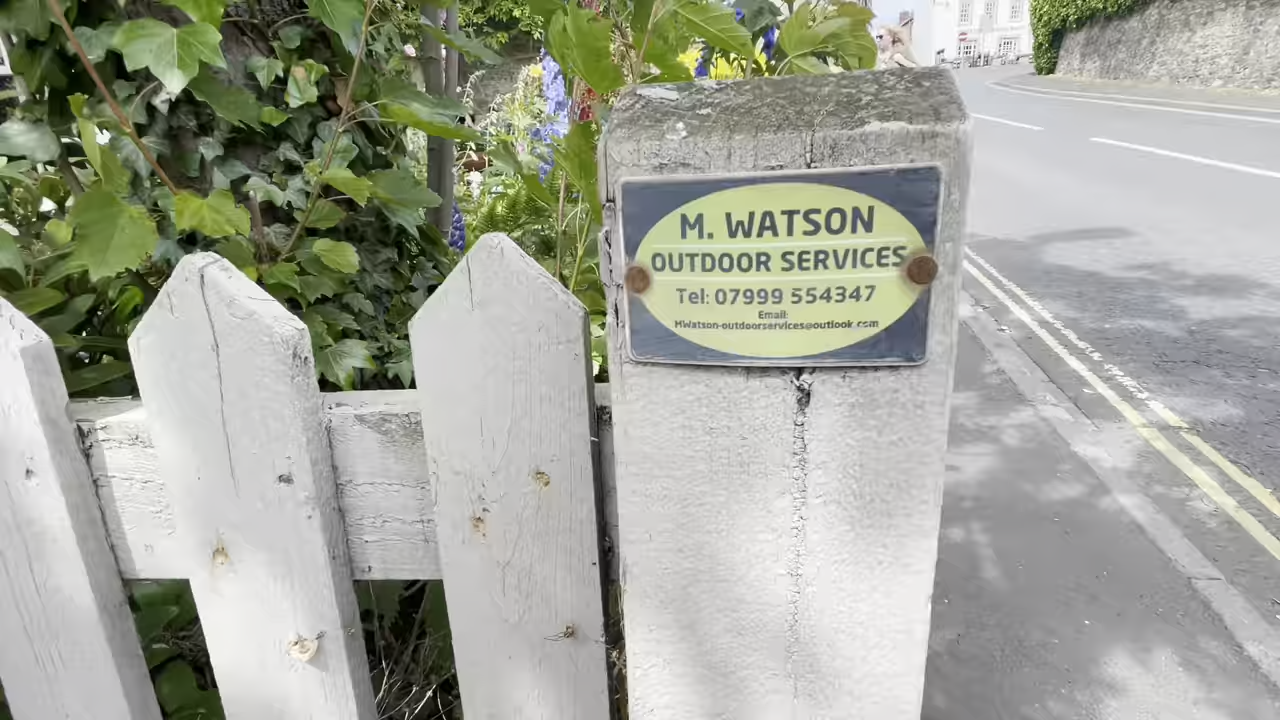 M. WATSON
OUTDOOR SERVICES
Tel: 07999 554347
Email:
MWatson-outdoorservices@outlook.com